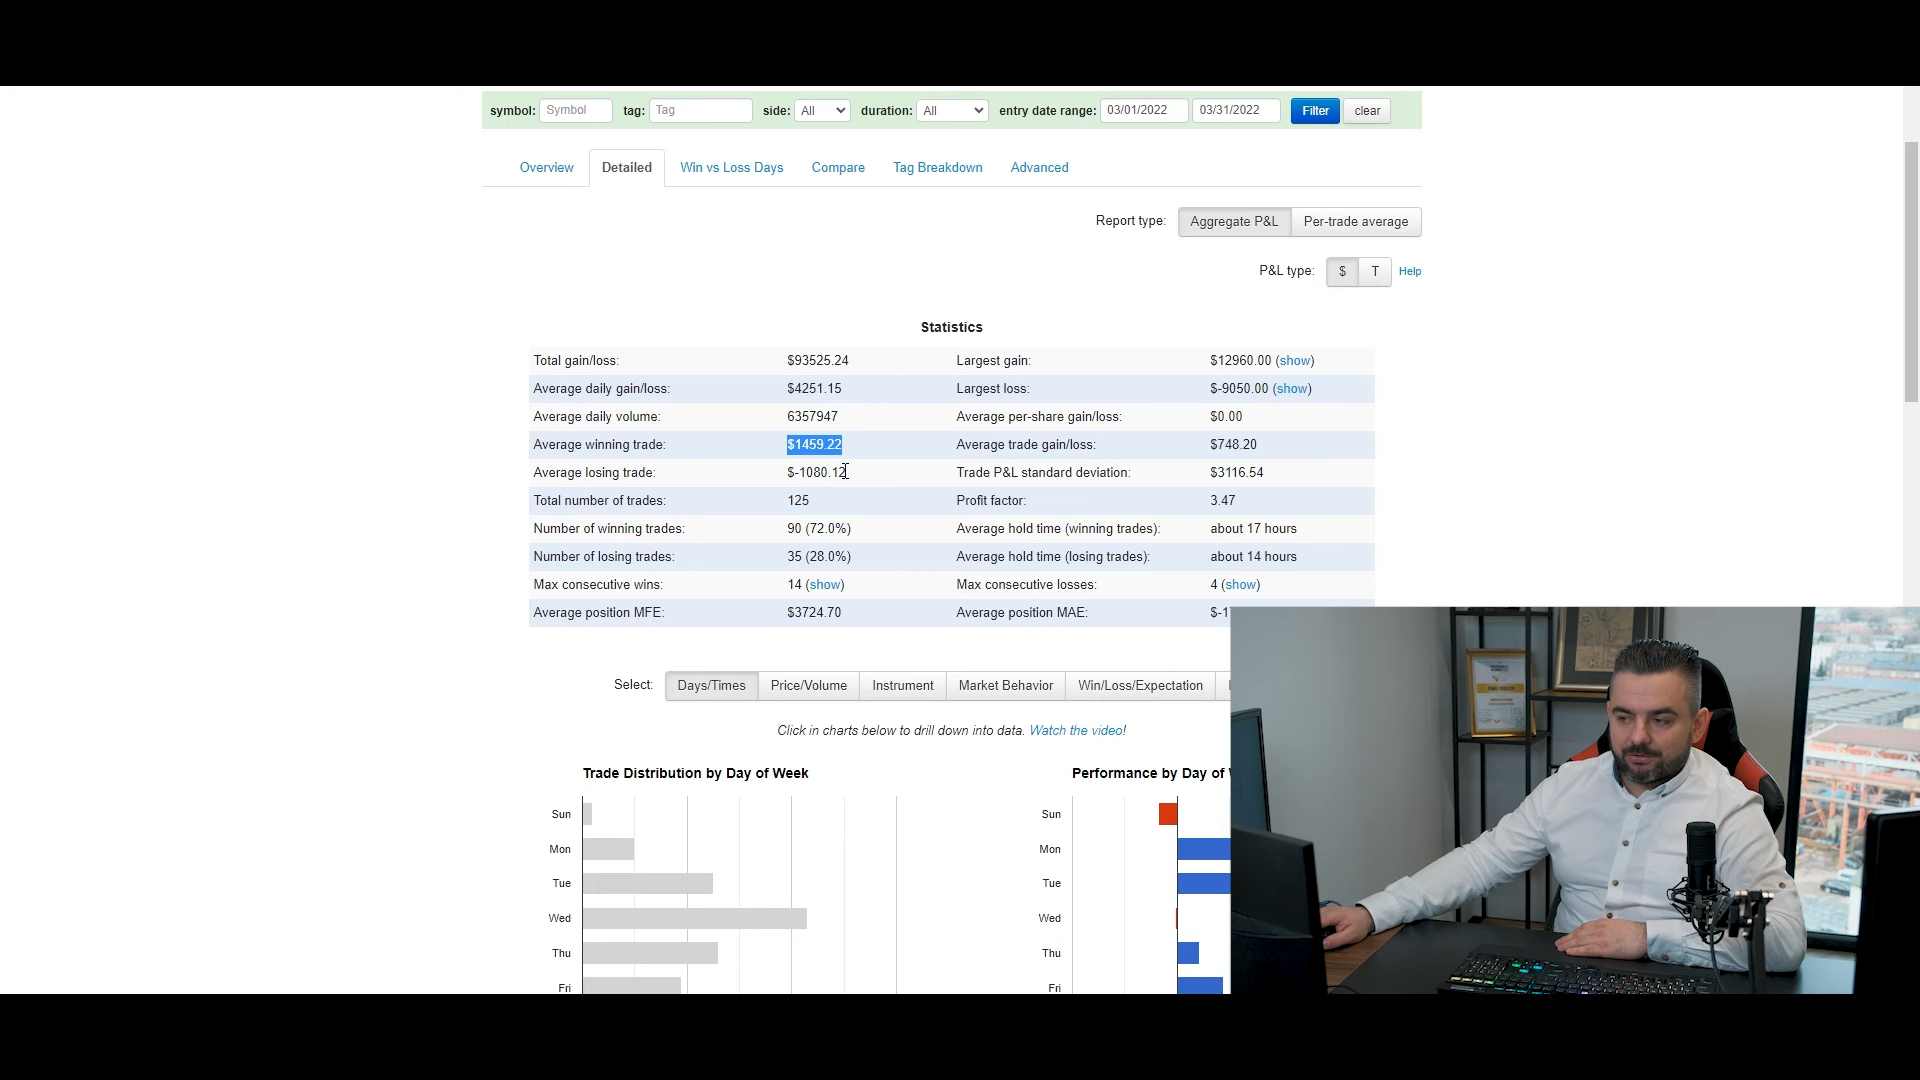 symbol: Symbol tag: Tag side: All duration: All entry date range: 03/01/2022 03/31/2022 Filter clear
Overview Detailed Win vs Loss Days Compare Tag Breakdown Advanced
Report type: Aggregate P&L Per-trade average
P&L type: $ T Help
Statistics
Total gain/loss: $93525.24 Largest gain: $12960.00 (show)
Average daily gain/loss: $4251.15 Largest loss: $-9050.00 (show)
Average daily volume: 6357947 Average per-share gain/loss: $0.00
Average winning trade: $1459.22 Average trade gain/loss: $748.20
Average losing trade: $-1080.12 Trade P&L standard deviation: $3116.54
Total number of trades: 125 Profit factor: 3.47
Number of winning trades: 90 (72.0%) Average hold time (winning trades): about 17 hours
Number of losing trades: 35 (28.0%) Average hold time (losing trades): about 14 hours
Max consecutive wins: 14 (show) Max consecutive losses: 4 (show)
Average position MFE: $3724.70 Average position MAE: $-1
Select: Days/Times Price/Volume Instrument Market Behavior Win/Loss/Expectation
Click in charts below to drill down into data. Watch the video!
Trade Distribution by Day of Week Performance by Day of
Sun Sun
Mon Mon
Tue Tue
Wed Wed
Thu Thu
Fri Fri